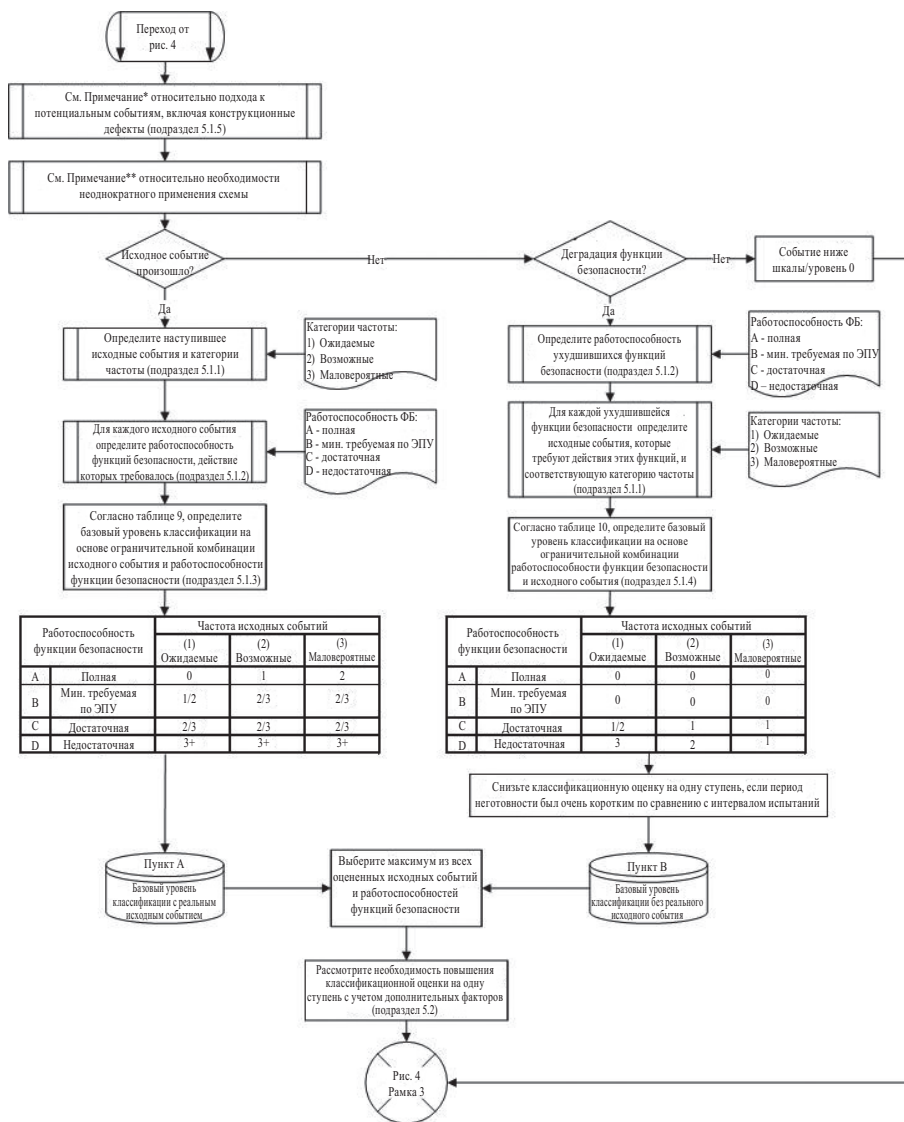 Переход от
рис. 4
См. Примечание* относительно подхода к
потенциальным событиям, включая конструкционные
дефекты (подраздел 5.1.5)
См. Примечание** относительно необходимости
неоднократного применения схемы
Исходное событие
произошло?
Нет
Деградация функции
безопасности?
Нет
Событие ниже
шкалы/уровень 0
Да
Да
Определите наступившее
исходные события и категории
частоты (подраздел 5.1.1)
Категории частоты:
1) Ожидаемые
2) Возможные
3) Маловероятные
Определите работоспособность
ухудшившихся функций
безопасности (подраздел 5.1.2)
Работоспособность ФБ:
A - полная
B - мин. требуемая по ЭПУ
C - достаточная
D – недостаточная
Для каждого исходного события
определите работоспособность
функций безопасности, действие
которых требовалось (подраздел 5.1.2)
Работоспособность ФБ:
A - полная
B - мин. требуемая по ЭПУ
C - достаточная
D - недостаточная
Для каждой ухудшившейся
функции безопасности определите
исходные события, которые
требуют действия этих функций, и
соответствующую категорию частоты
(подраздел 5.1.1)
Категории частоты:
1) Ожидаемые
2) Возможные
3) Маловероятные
Согласно таблице 9, определите
базовый уровень классификации на
основе ограничительной комбинации
исходного события и работоспособности
функции безопасности (подраздел 5.1.3)
Согласно таблице 10, определите базовый
уровень классификации на основе
ограничительной комбинации
работоспособности функции безопасности
и исходного события (подраздел 5.1.4)
Работоспособность
функции безопасности
Частота исходных событий
(1)
Ожидаемые
(2)
Возможные
(3)
Маловероятные
A Полная 0 1 2
B Мин. требуемая
по ЭПУ 1/2 2/3 2/3
C Достаточная 2/3 2/3 2/3
D Недостаточная 3+ 3+ 3+
Работоспособность
функции безопасности
Частота исходных событий
(1)
Ожидаемые
(2)
Возможные
(3)
Маловероятные
A Полная 0 0 0
B Мин. требуемая
по ЭПУ 0 0 0
C Достаточная 1/2 1 1
D Недостаточная 3 2 1
Снизьте классификационную оценку на одну ступень, если период
неготовности был очень коротким по сравнению с интервалом испытаний
Пункт А
Базовый уровень
классификации с реальным
исходным событием
Выберите максимум из всех
оцененных исходных событий
и работоспособностей
функций безопасности
Пункт В
Базовый уровень
классификации без реального
исходного события
Рассмотрите необходимость повышения
классификационной оценки на одну
ступень с учетом дополнительных факторов
(подраздел 5.2)
Рис. 4
Рамка 3